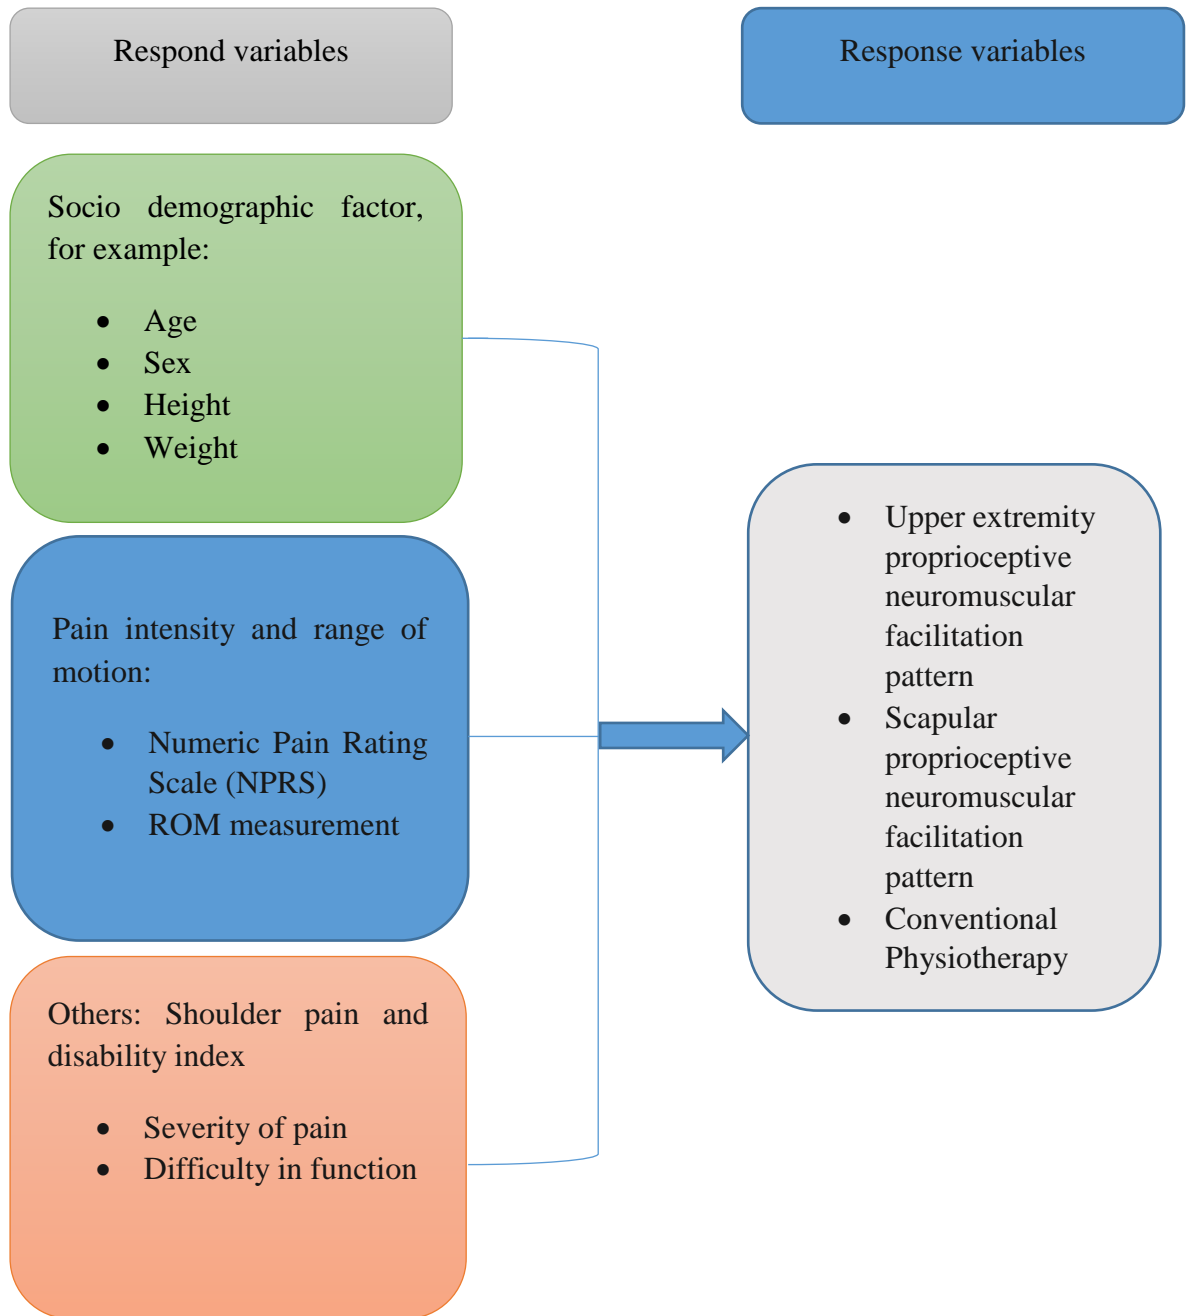 Respond variables
Response variables
Socio demographic factor,
for example:
• Age
• Sex
• Height
• Weight
Pain intensity and range of
motion:
• Numeric Pain Rating
Scale (NPRS)
• ROM measurement
Others: Shoulder pain and
disability index
• Severity of pain
• Difficulty in function
• Upper extremity
proprioceptive
neuromuscular
facilitation
pattern
• Scapular
proprioceptive
neuromuscular
facilitation
pattern
• Conventional
Physiotherapy